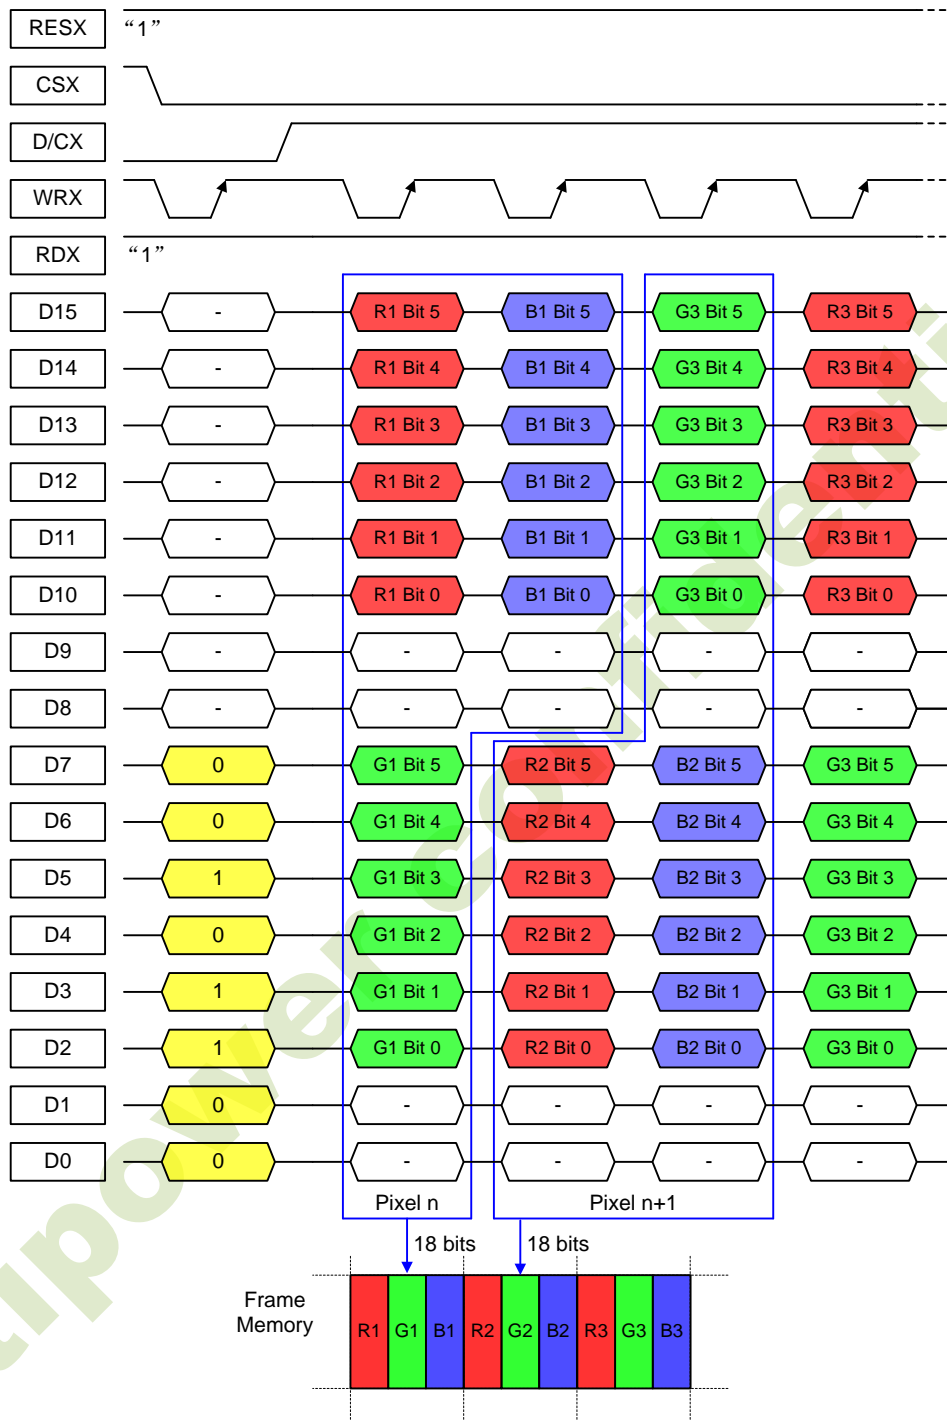 RESX “1”
CSX
D/CX
WRX
RDX “1”
D15 - R1 Bit 5 B1 Bit 5 G3 Bit 5 R3 Bit 5
D14 - R1 Bit 4 B1 Bit 4 G3 Bit 4 R3 Bit 4
D13 - R1 Bit 3 B1 Bit 3 G3 Bit 3 R3 Bit 3
D12 - R1 Bit 2 B1 Bit 2 G3 Bit 2 R3 Bit 2
D11 - R1 Bit 1 B1 Bit 1 G3 Bit 1 R3 Bit 1
D10 - R1 Bit 0 B1 Bit 0 G3 Bit 0 R3 Bit 0
D9 - - - - -
D8 - - - - -
D7 0 G1 Bit 5 R2 Bit 5 B2 Bit 5 G3 Bit 5
D6 0 G1 Bit 4 R2 Bit 4 B2 Bit 4 G3 Bit 4
D5 1 G1 Bit 3 R2 Bit 3 B2 Bit 3 G3 Bit 3
D4 0 G1 Bit 2 R2 Bit 2 B2 Bit 2 G3 Bit 2
D3 1 G1 Bit 1 R2 Bit 1 B2 Bit 1 G3 Bit 1
D2 1 G1 Bit 0 R2 Bit 0 B2 Bit 0 G3 Bit 0
D1 0 - - - -
D0 0 - - - -
Pixel n Pixel n+1
18 bits 18 bits
Frame
Memory
R1 G1 B1 R2 G2 B2 R3 G3 B3